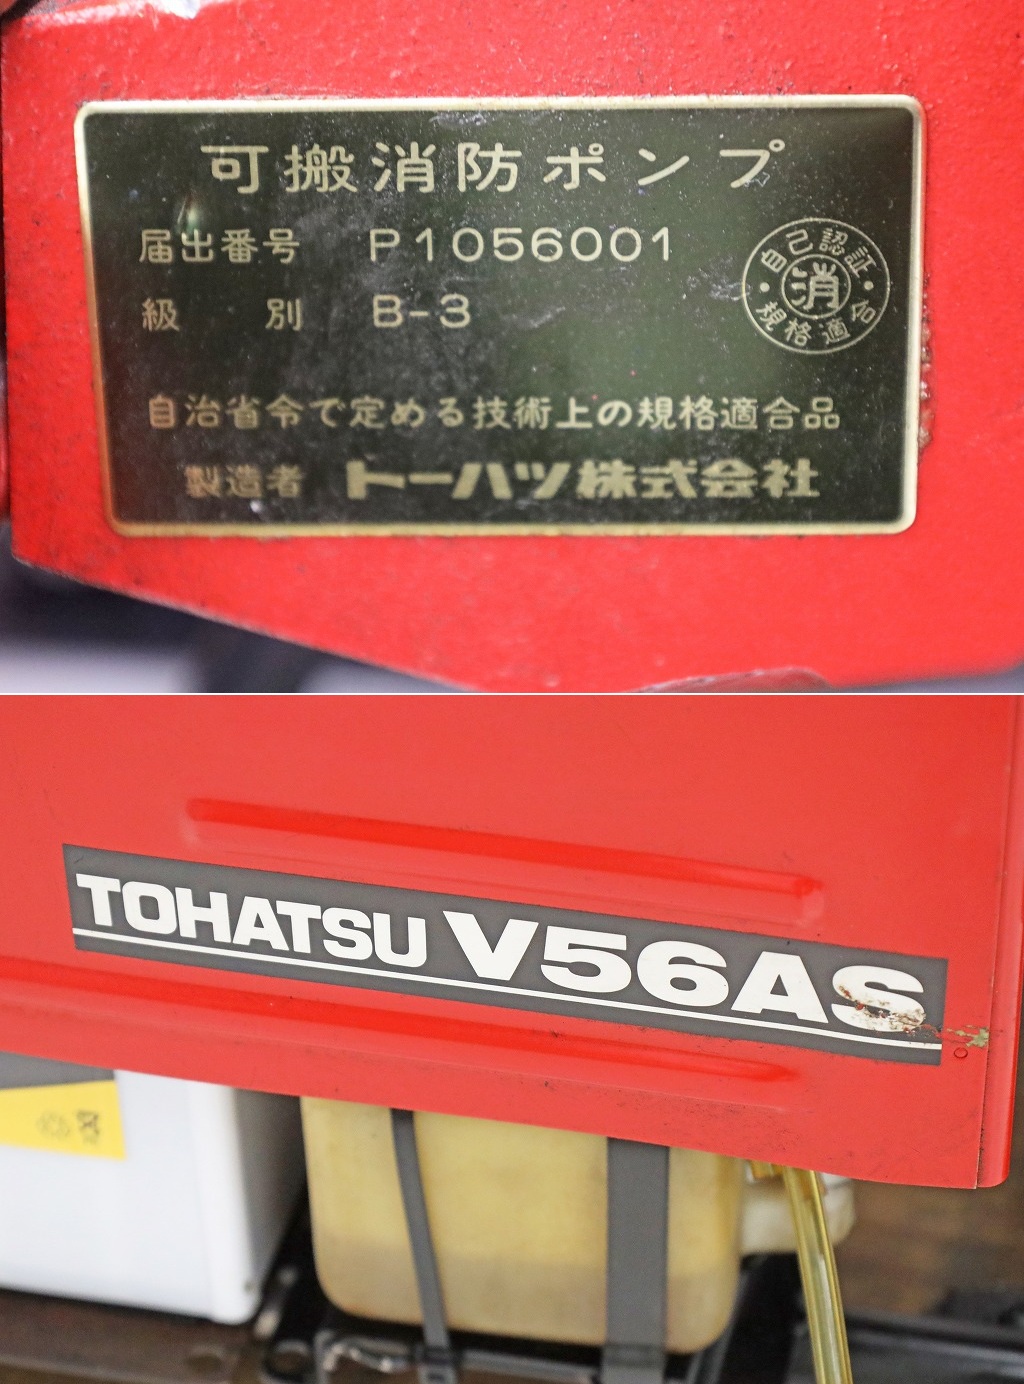 可搬消防ポンプ
届出番号 P1056001
級別 B-3
自己認証
消
規格適合
自治省令で定める技術上の規格適合品
製造者 トーハツ株式会社
TOHATSU V56AS